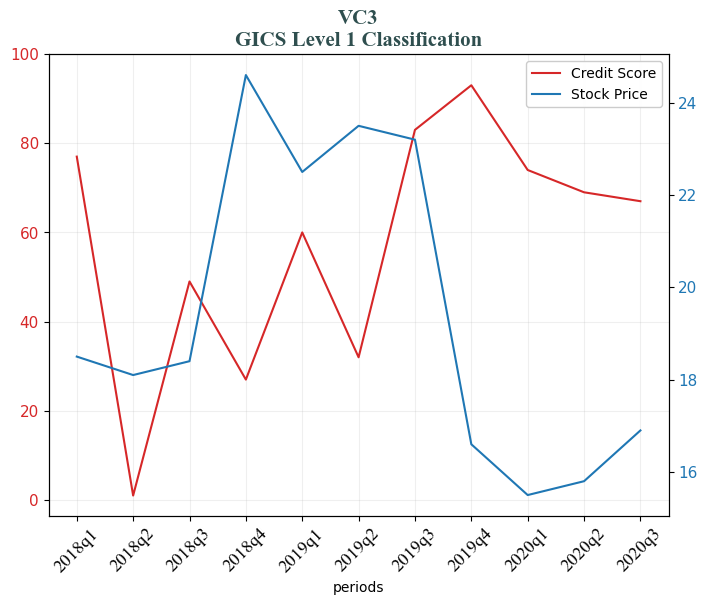 VC3
GICS Level 1 Classification
100
80
60
40
20
0
Credit Score
Stock Price
24
22
20
18
16
2018q1
2018q2
2018q3
2018q4
2019q1
2019q2
2019q3
2019q4
2020q1
2020q2
2020q3
periods